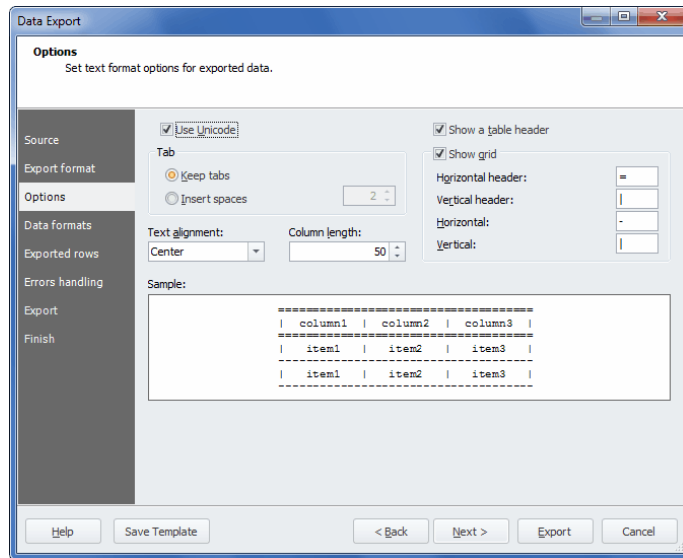 Data Export
Options
Set text format options for exported data.
Source
Export format
Options
Data formats
Exported rows
Errors handling
Export
Finish
Use Unicode
Tab
Keep tabs
Insert spaces
2
Text alignment:
Center
Column length:
50
Show a table header
Show grid
Horizontal header: =
Vertical header: |
Horizontal: -
Vertical: |
Sample:
=====================================
| column1 | column2 | column3 |
=====================================
| item1 | item2 | item3 |
-------------------------------------
| item1 | item2 | item3 |
-------------------------------------
Help
Save Template
< Back
Next >
Export
Cancel